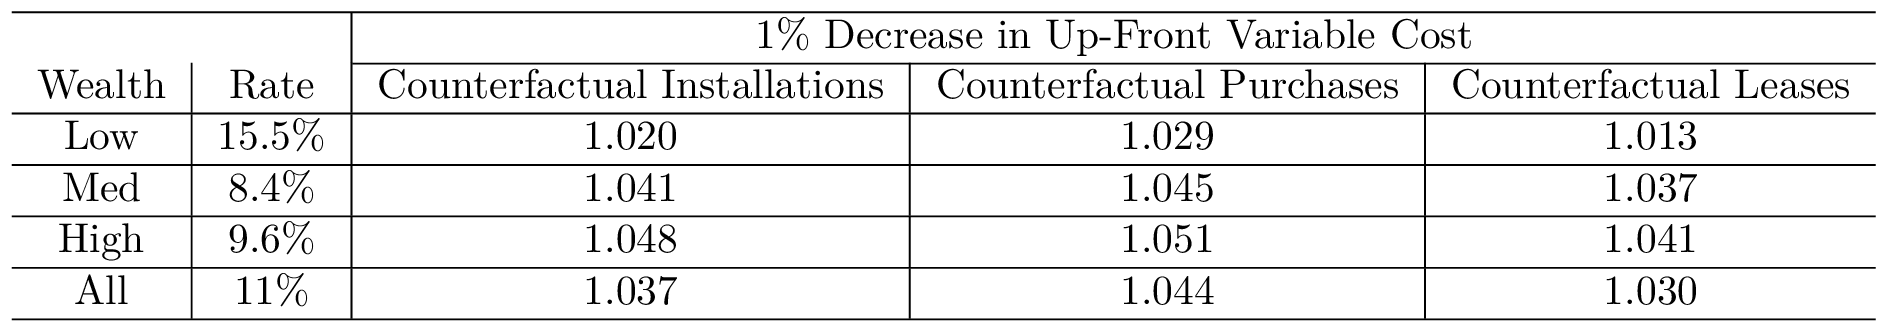 1% Decrease in Up-Front Variable Cost
Wealth Rate Counterfactual Installations Counterfactual Purchases Counterfactual Leases
Low 15.5% 1.020 1.029 1.013
Med 8.4% 1.041 1.045 1.037
High 9.6% 1.048 1.051 1.041
All 11% 1.037 1.044 1.030